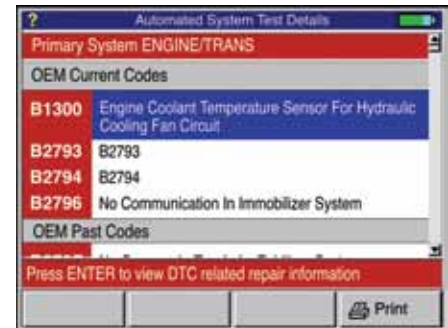 ? Automated System Test Details
Primary System ENGINE/TRANS
OEM Current Codes
B1300 Engine Coolant Temperature Sensor For Hydraulic
Cooling Fan Circuit
B2793 B2793
B2794 B2794
B2796 No Communication In Immobilizer System
OEM Past Codes
Press ENTER to view DTC related repair information
Print